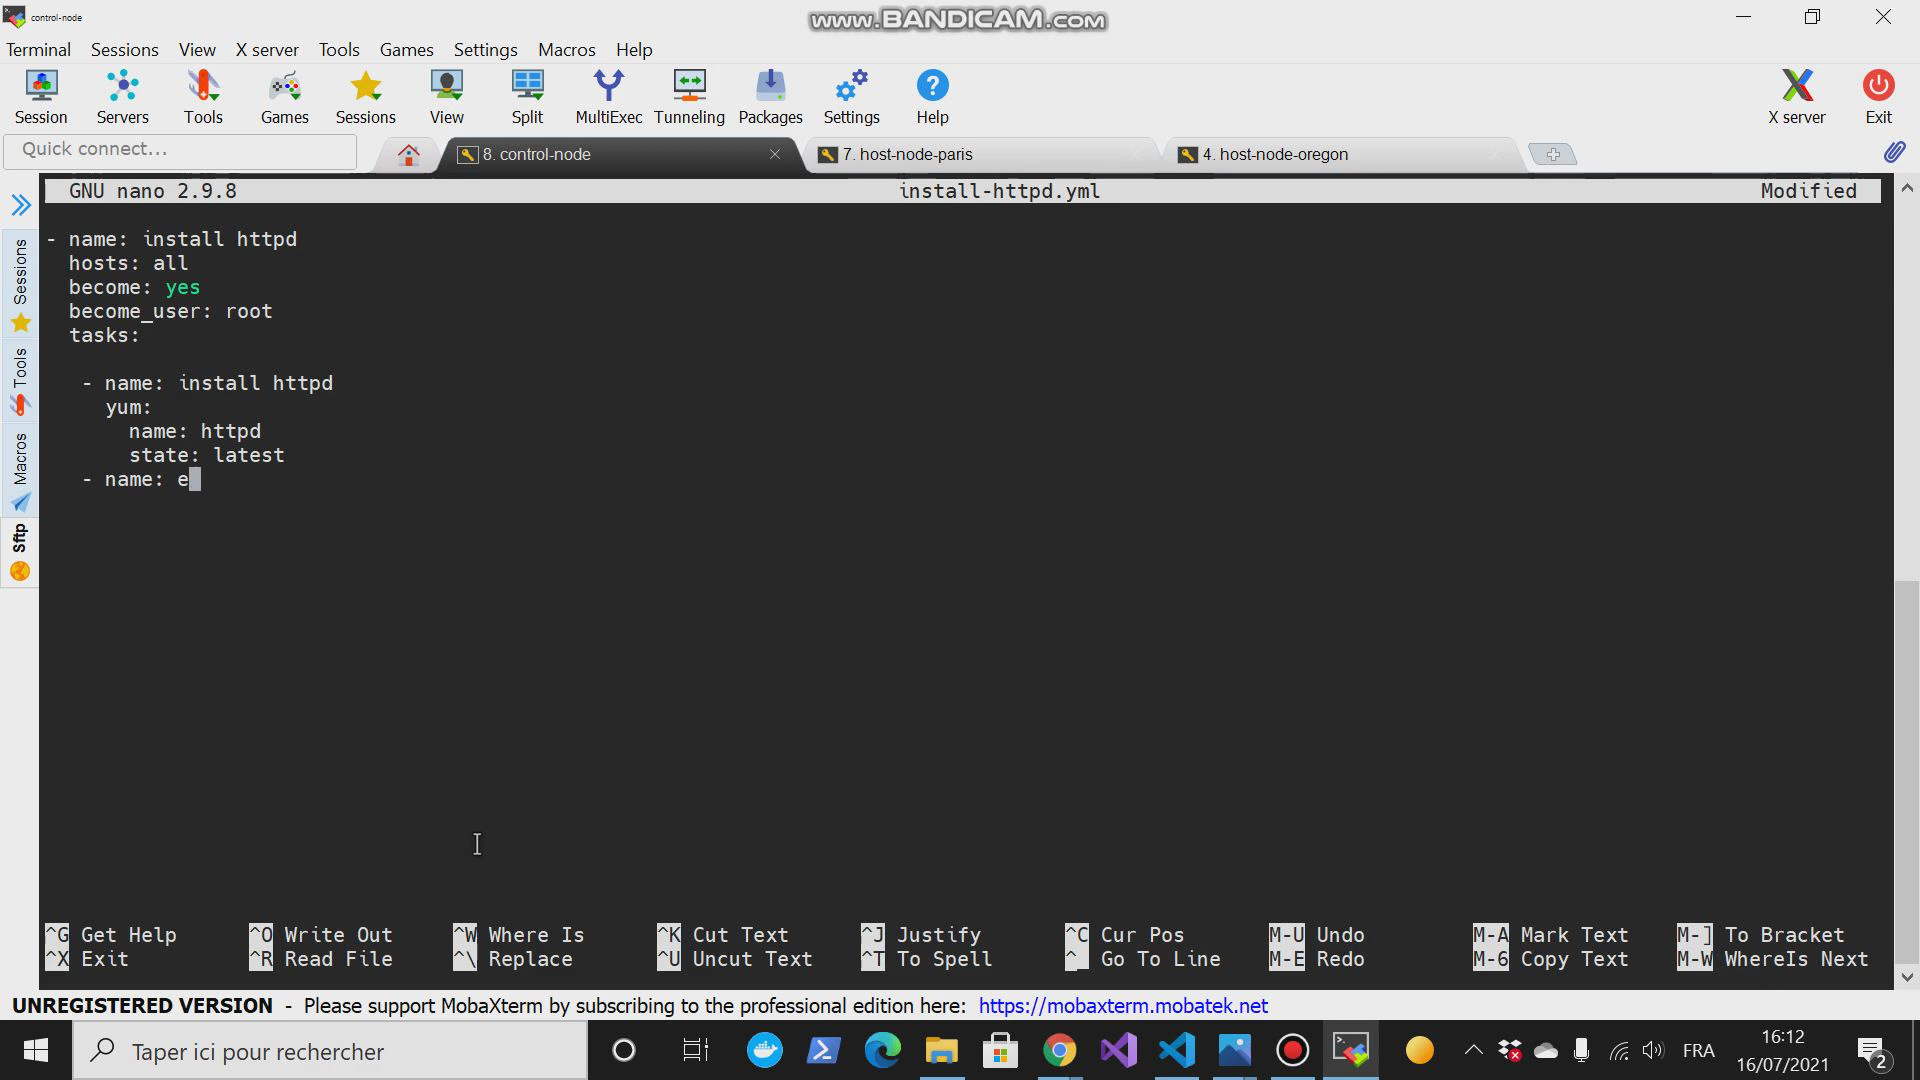 control-node
www.BANDICAM.com
Terminal Sessions View X server Tools Games Settings Macros Help
Session Servers Tools Games Sessions View Split MultiExec Tunneling Packages Settings Help X server Exit
Quick connect...
8. control-node
7. host-node-paris
4. host-node-oregon
GNU nano 2.9.8 install-httpd.yml Modified
- name: install httpd
hosts: all
become: yes
become_user: root
tasks:
- name: install httpd
yum:
name: httpd
state: latest
- name: e
Sessions
Tools
Macros
Sftp
^G Get Help ^O Write Out ^W Where Is ^K Cut Text ^J Justify ^C Cur Pos M-U Undo M-A Mark Text M-] To Bracket
^X Exit ^R Read File ^\ Replace ^U Uncut Text ^T To Spell ^_ Go To Line M-E Redo M-6 Copy Text M-W WhereIs Next
UNREGISTERED VERSION - Please support MobaXterm by subscribing to the professional edition here: https://mobaxterm.mobatek.net
Taper ici pour rechercher
FRA
16:12
16/07/2021
2